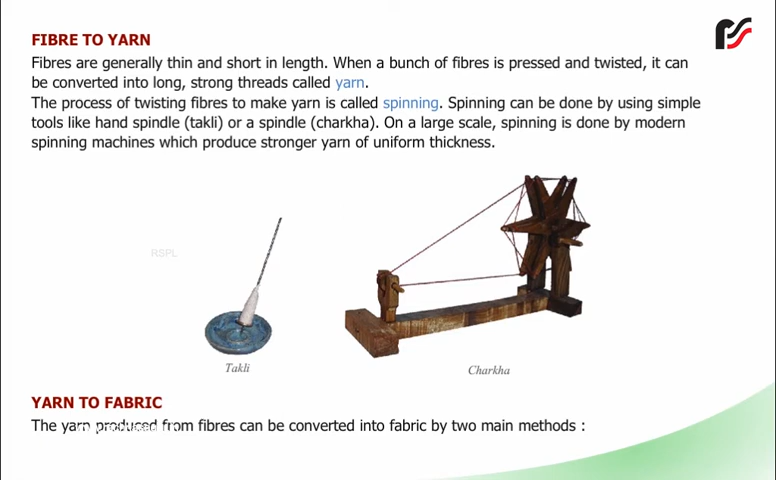 FIBRE TO YARN
Fibres are generally thin and short in length. When a bunch of fibres is pressed and twisted, it can
be converted into long, strong threads called yarn.
The process of twisting fibres to make yarn is called spinning. Spinning can be done by using simple
tools like hand spindle (takli) or a spindle (charkha). On a large scale, spinning is done by modern
spinning machines which produce stronger yarn of uniform thickness.
RSPL
Takli
Charkha
YARN TO FABRIC
The yarn produced from fibres can be converted into fabric by two main methods :